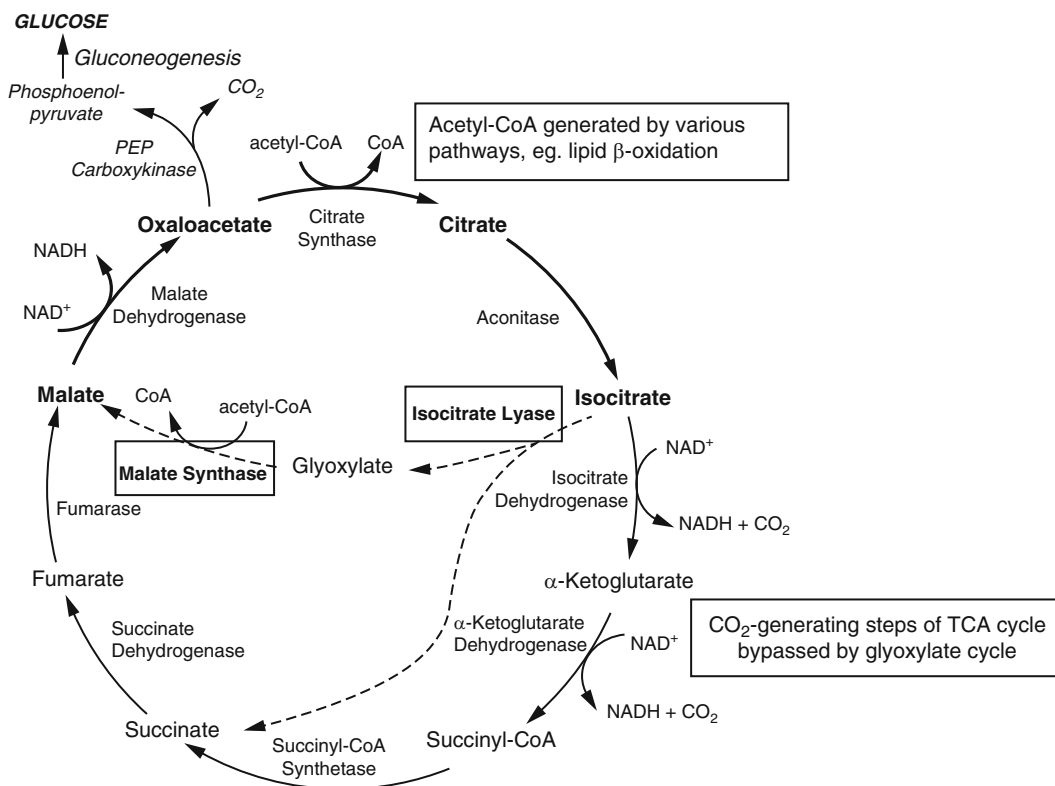 GLUCOSE
Gluconeogenesis
Phosphoenol-
pyruvate
CO₂
PEP
Carboxykinase
acetyl-CoA
CoA
Acetyl-CoA generated by various
pathways, eg. lipid β-oxidation
Oxaloacetate
Citrate
Synthase
Citrate
NADH
NAD⁺
Malate
Dehydrogenase
Aconitase
Malate
CoA
acetyl-CoA
Isocitrate Lyase
Isocitrate
Malate Synthase
Glyoxylate
NAD⁺
Isocitrate
Dehydrogenase
NADH + CO₂
Fumarase
Fumarate
α-Ketoglutarate
Succinate
Dehydrogenase
α-Ketoglutarate
Dehydrogenase
NAD⁺
CO₂-generating steps of TCA cycle
bypassed by glyoxylate cycle
NADH + CO₂
Succinate
Succinyl-CoA
Succinyl-CoA
Synthetase